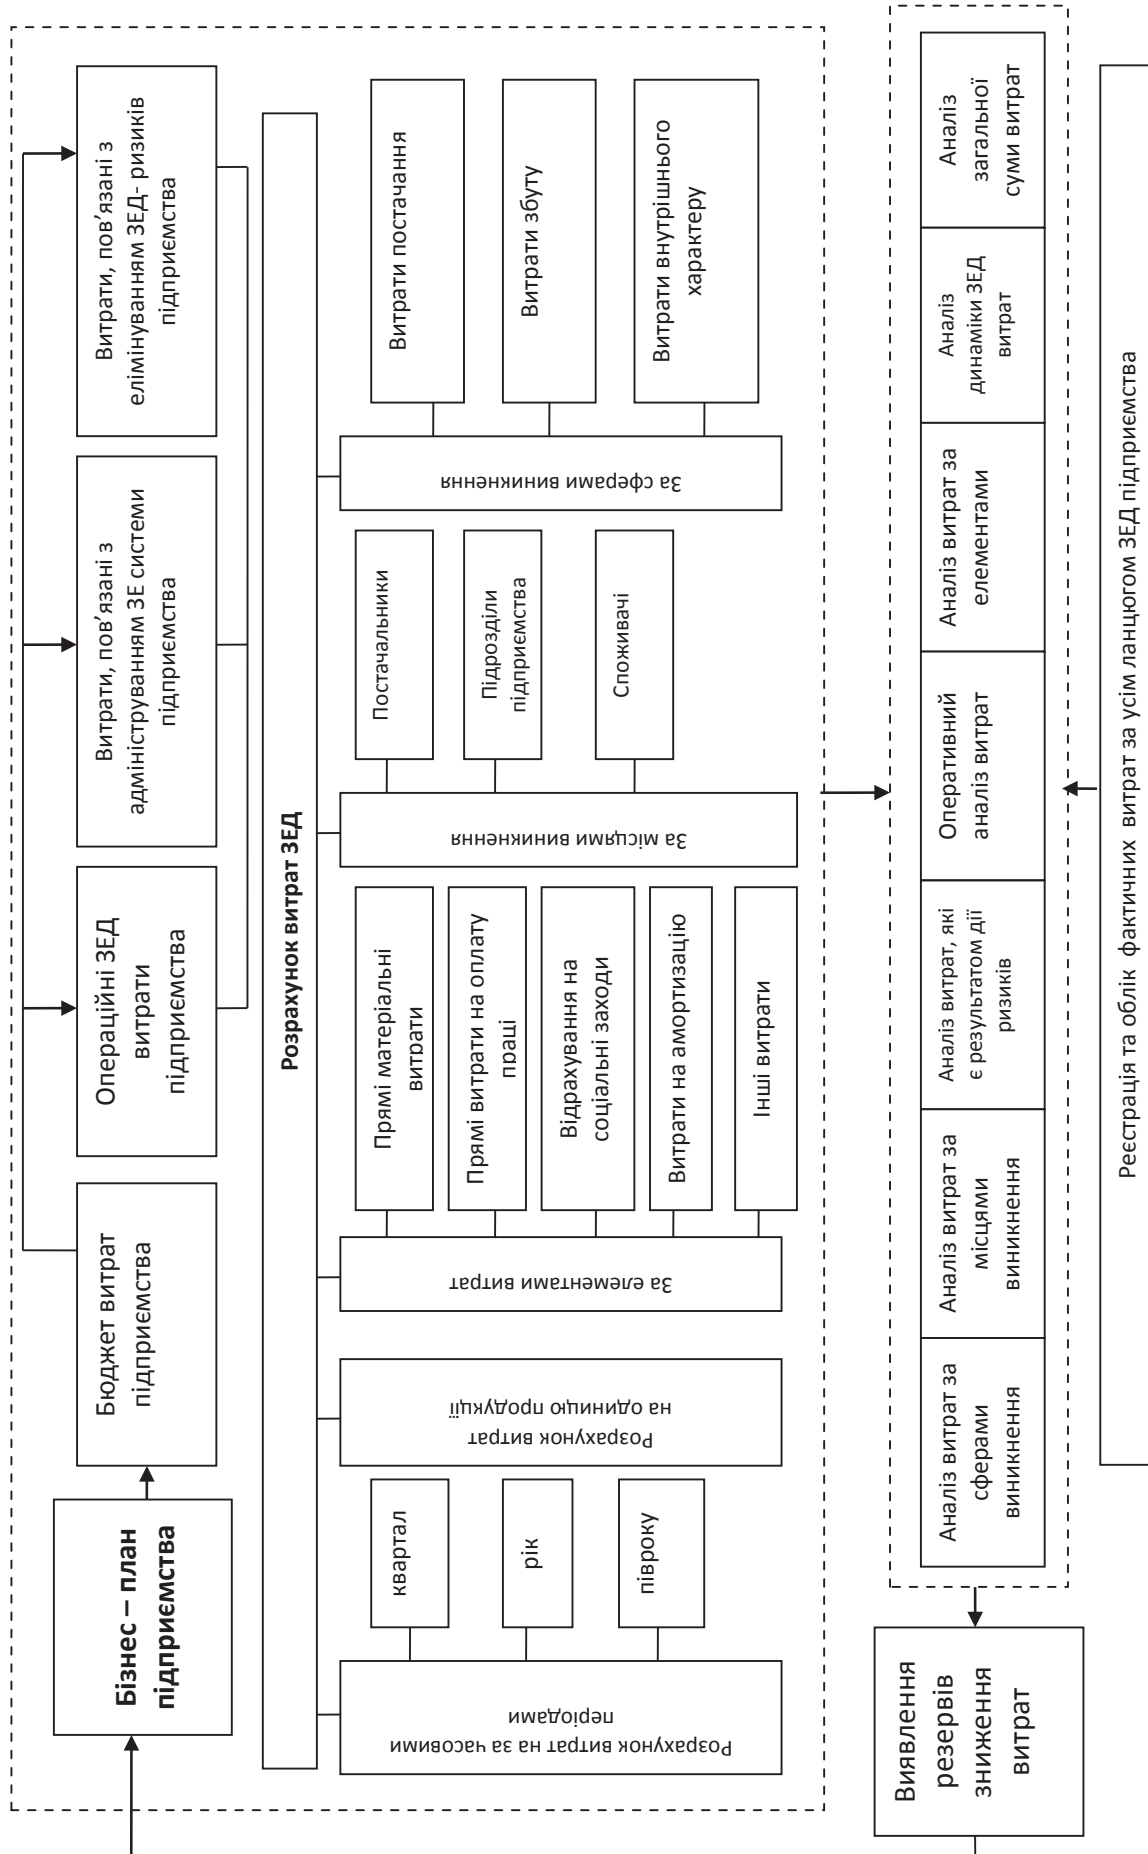 Бізнес – план
підприємства
Бюджет витрат
підприємства
Операційні ЗЕД
витрати
підприємства
Витрати, пов’язані з
адмініструванням ЗЕ системи
підприємства
Витрати, пов’язані з
елімінуванням ЗЕД- ризиків
підприємства
Розрахунок витрат ЗЕД
Розрахунок витрат на за часовими
періодами
квартал
рік
півроку
Розрахунок витрат
на одиницю продукції
За елементами витрат
Прямі матеріальні
витрати
Прямі витрати на оплату
праці
Відрахування на
соціальні заходи
Витрати на амортизацію
Інші витрати
За місцями виникнення
Постачальники
Підрозділи
підприємства
Споживачі
За сферами виникнення
Витрати постачання
Витрати збуту
Витрати внутрішнього
характеру
Виявлення
резервів
зниження
витрат
Аналіз витрат за
сферами
виникнення
Аналіз витрат за
місцями
виникнення
Аналіз витрат, які
є результатом дії
ризиків
Оперативний
аналіз витрат
Аналіз витрат за
елементами
Аналіз
динаміки ЗЕД
витрат
Аналіз
загальної
суми витрат
Реєстрація та облік фактичних витрат за усім ланцюгом ЗЕД підприємства